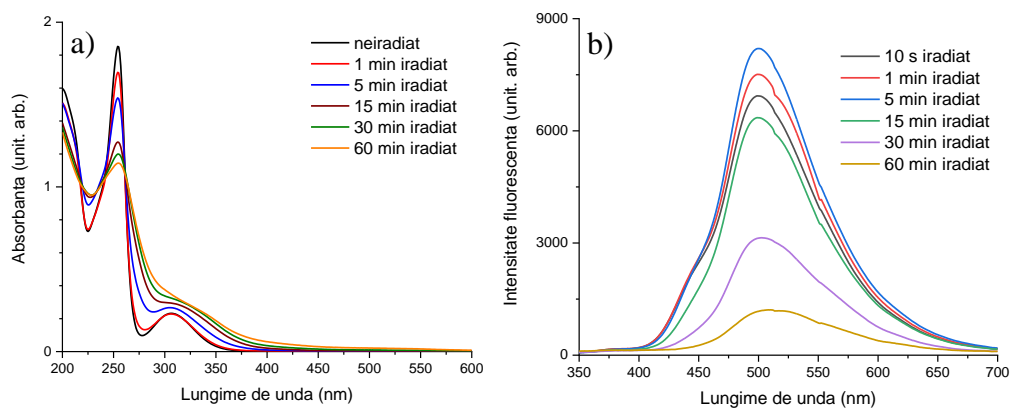 a)
Absorbanta (unit. arb.)
2
1
0
200 250 300 350 400 450 500 550 600
Lungime de unda (nm)
neiradiat
1 min iradiat
5 min iradiat
15 min iradiat
30 min iradiat
60 min iradiat
b)
Intensitate fluorescenta (unit. arb.)
9000
6000
3000
0
350 400 450 500 550 600 650 700
Lungime de unda (nm)
10 s iradiat
1 min iradiat
5 min iradiat
15 min iradiat
30 min iradiat
60 min iradiat